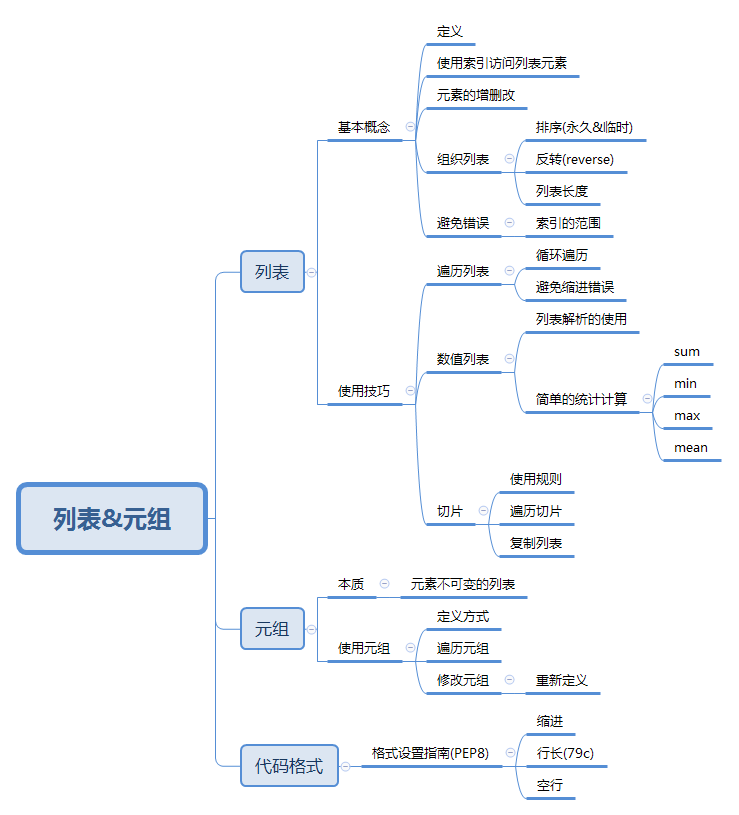 列表&元组
列表
基本概念
定义
使用索引访问列表元素
元素的增删改
组织列表
排序(永久&临时)
反转(reverse)
列表长度
避免错误
索引的范围
使用技巧
遍历列表
循环遍历
避免缩进错误
数值列表
列表解析的使用
简单的统计计算
sum
min
max
mean
切片
使用规则
遍历切片
复制列表
元组
本质
元素不可变的列表
使用元组
定义方式
遍历元组
修改元组
重新定义
代码格式
格式设置指南(PEP8)
缩进
行长(79c)
空行